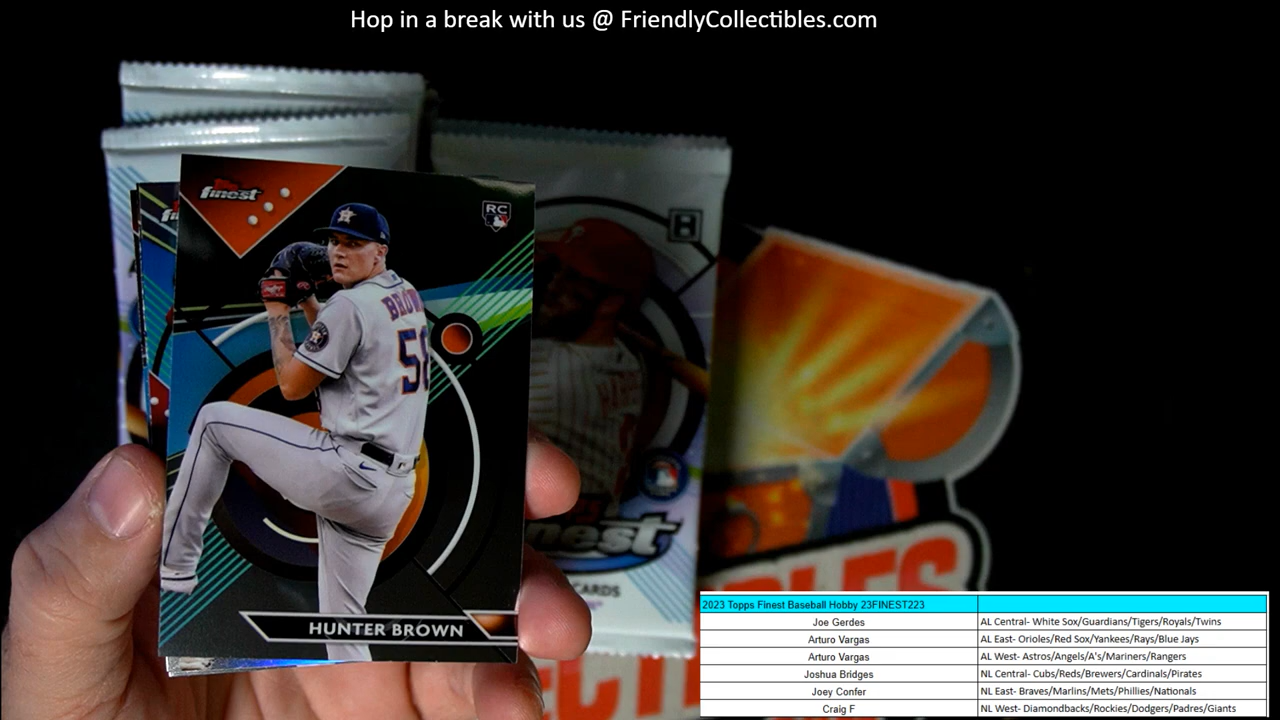 Hop in a break with us @ FriendlyCollectibles.com
finest
RC
H
BROWN
HUNTER BROWN
finest
CARDS
2023 Topps Finest Baseball Hobby 23FINEST223
Joe Gerdes AL Central- White Sox/Guardians/Tigers/Royals/Twins
Arturo Vargas AL East- Orioles/Red Sox/Yankees/Rays/Blue Jays
Arturo Vargas AL West- Astros/Angels/A's/Mariners/Rangers
Joshua Bridges NL Central- Cubs/Reds/Brewers/Cardinals/Pirates
Joey Confer NL East- Braves/Marlins/Mets/Phillies/Nationals
Craig F NL West- Diamondbacks/Rockies/Dodgers/Padres/Giants